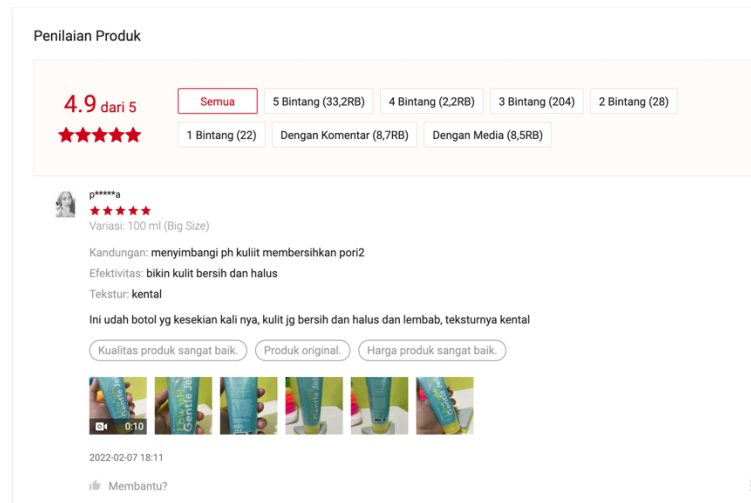 Penilaian Produk
4.9 dari 5
Semua
5 Bintang (33,2RB)
4 Bintang (2,2RB)
3 Bintang (204)
2 Bintang (28)
1 Bintang (22)
Dengan Komentar (8,7RB)
Dengan Media (8,5RB)
p*****a
Variasi: 100 ml (Big Size)
Kandungan: menyimbangi ph kuliit membersihkan pori2
Efektivitas: bikin kulit bersih dan halus
Tekstur: kental
Ini udah botol yg kesekian kali nya, kulit jg bersih dan halus dan lembab, teksturnya kental
Kualitas produk sangat baik.
Produk original.
Harga produk sangat baik.
0:10
2022-02-07 18:11
Membantu?